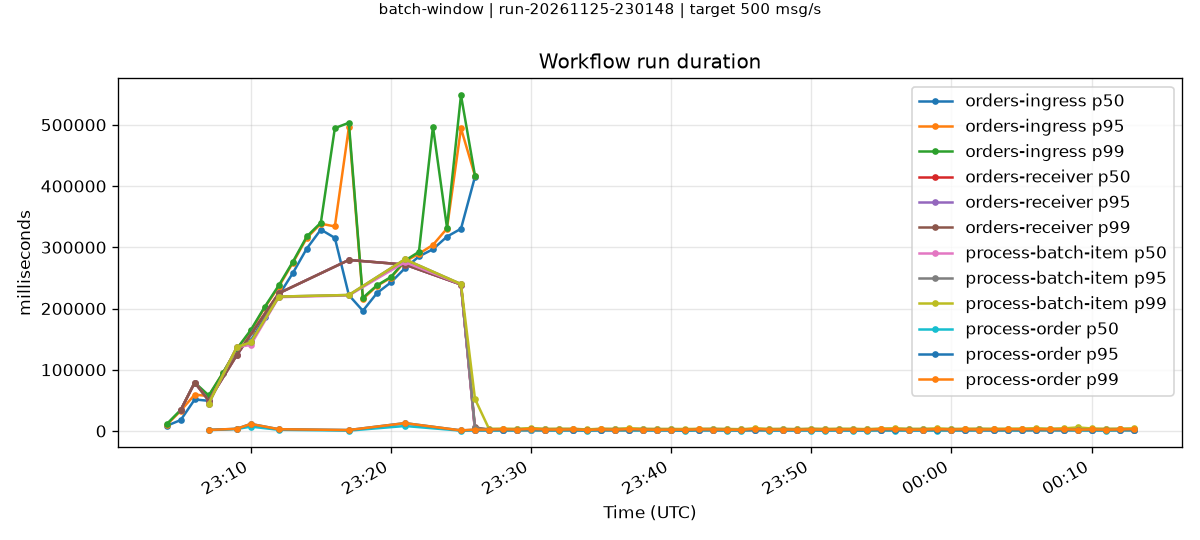 batch-window | run-20261125-230148 | target 500 msg/s
Workflow run duration
milliseconds
500000
400000
300000
200000
100000
0
orders-ingress p50
orders-ingress p95
orders-ingress p99
orders-receiver p50
orders-receiver p95
orders-receiver p99
process-batch-item p50
process-batch-item p95
process-batch-item p99
process-order p50
process-order p95
process-order p99
23:10
23:20
23:30
23:40
23:50
00:00
00:10
Time (UTC)